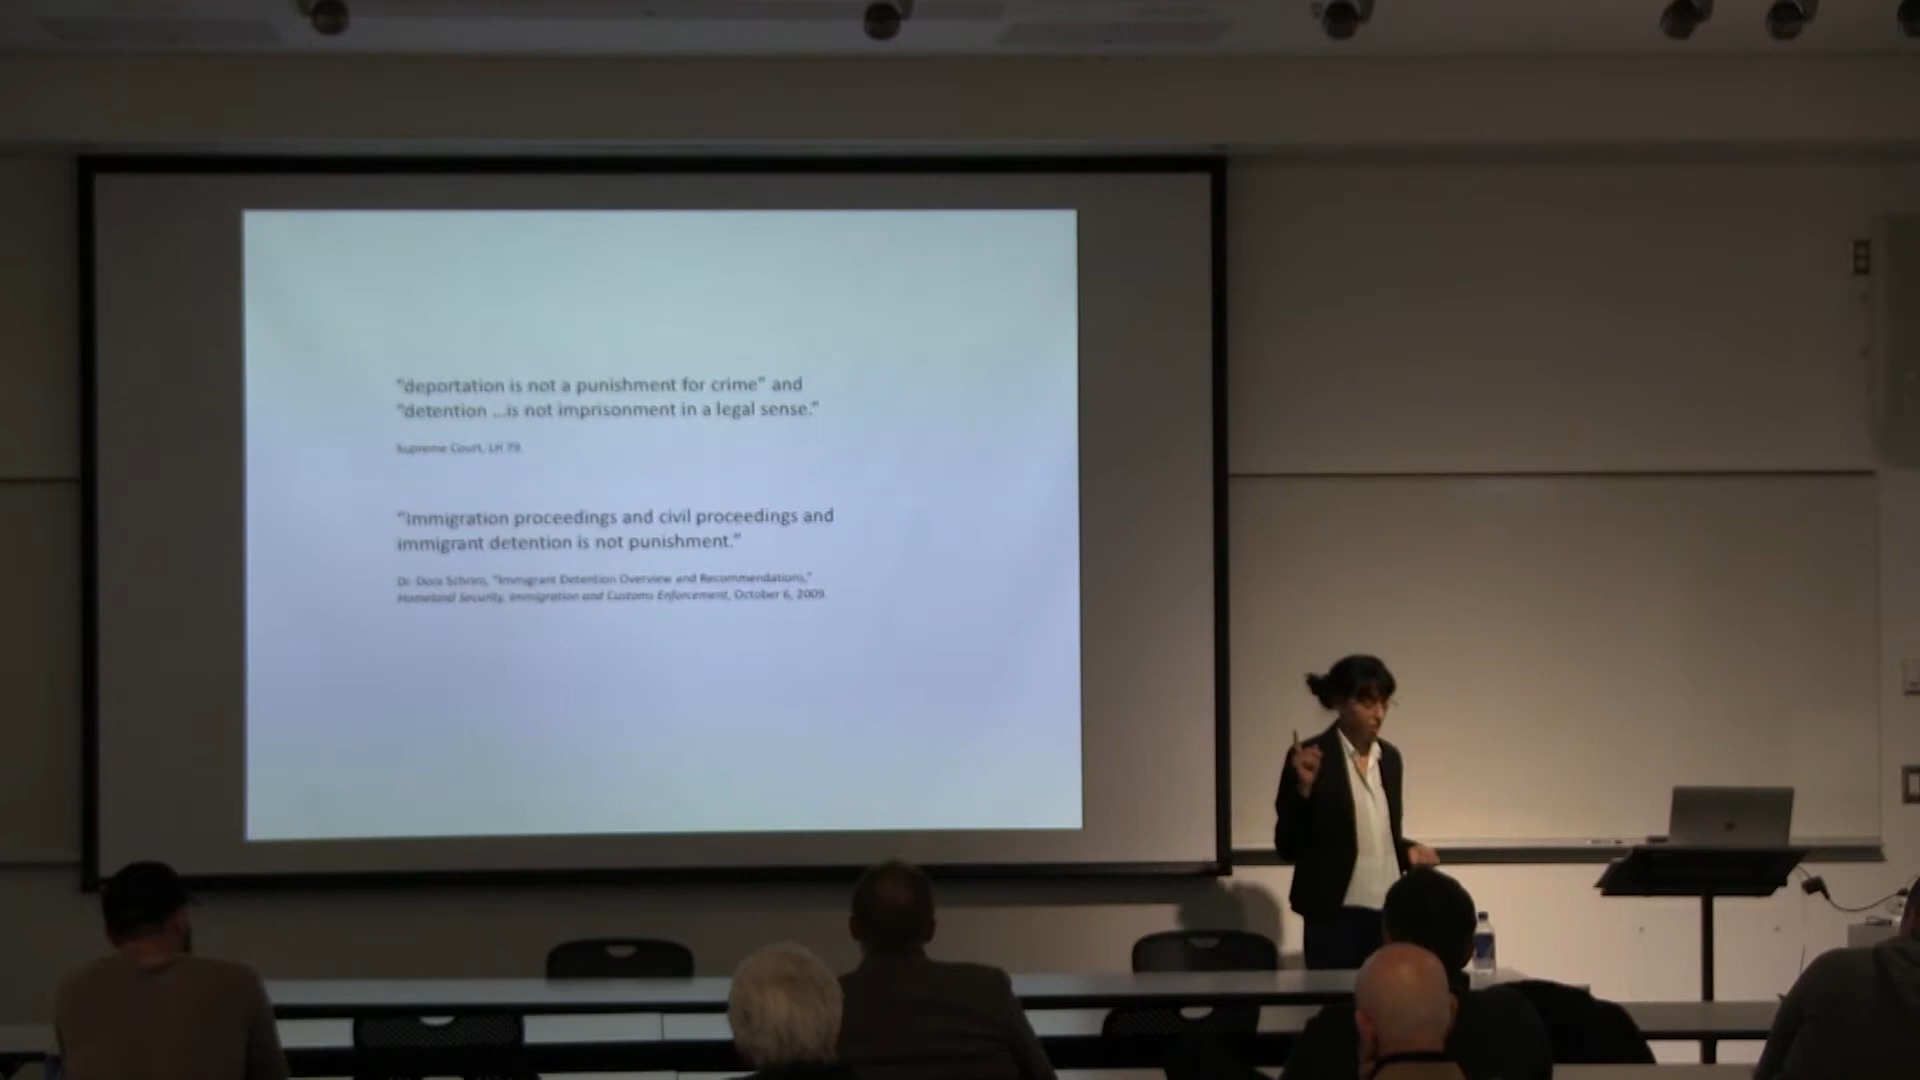 "deportation is not a punishment for crime" and
"detention ...is not imprisonment in a legal sense."
Supreme Court, LH 79.
"Immigration proceedings and civil proceedings and
immigrant detention is not punishment."
Dr. Dora Schriro, "Immigrant Detention Overview and Recommendations,"
Homeland Security, Immigration and Customs Enforcement, October 6, 2009.